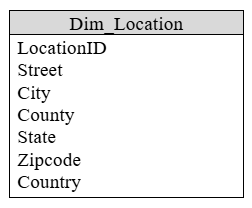 Dim_Location
LocationID
Street
City
County
State
Zipcode
Country